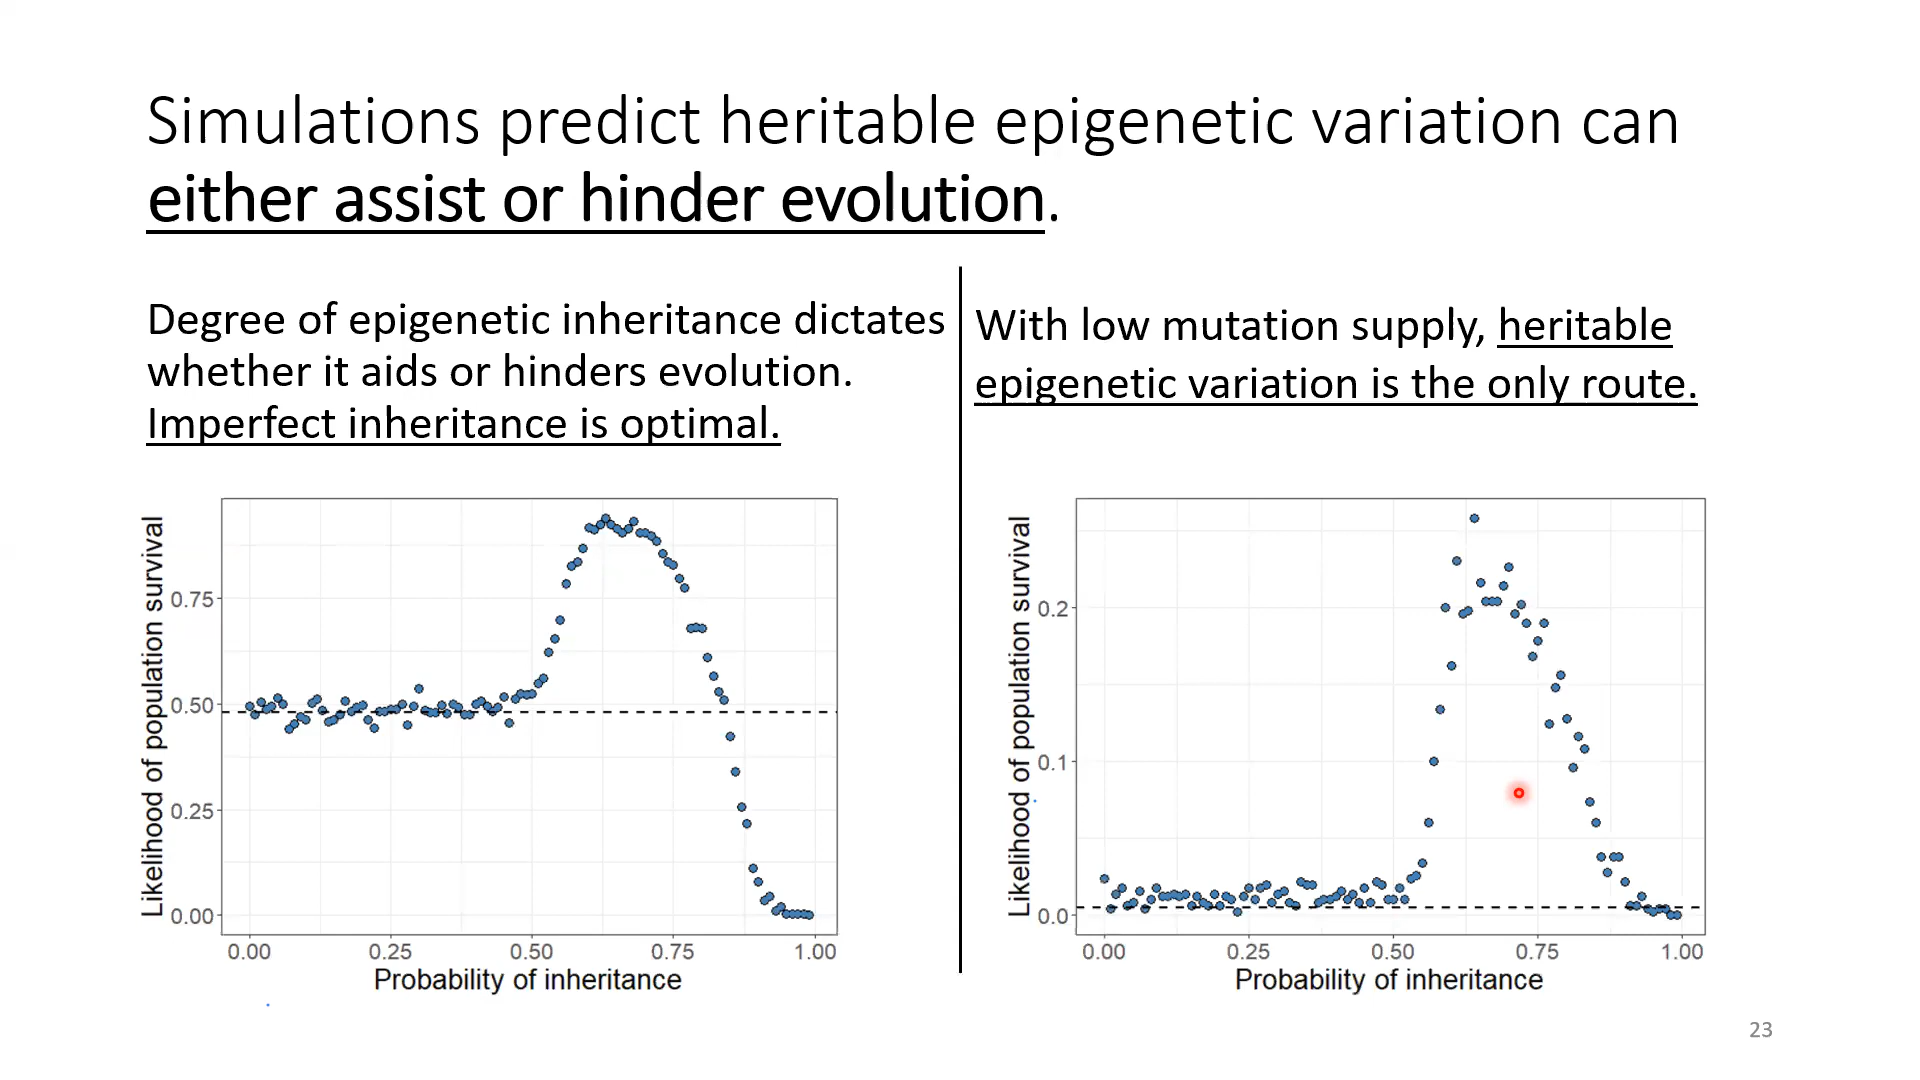 Simulations predict heritable epigenetic variation can
either assist or hinder evolution.
Degree of epigenetic inheritance dictates
whether it aids or hinders evolution.
Imperfect inheritance is optimal.
Likelihood of population survival
0.75
0.50
0.25
0.00
0.00 0.25 0.50 0.75 1.00
Probability of inheritance
With low mutation supply, heritable
epigenetic variation is the only route.
Likelihood of population survival
0.2
0.1
0.0
0.00 0.25 0.50 0.75 1.00
Probability of inheritance
23